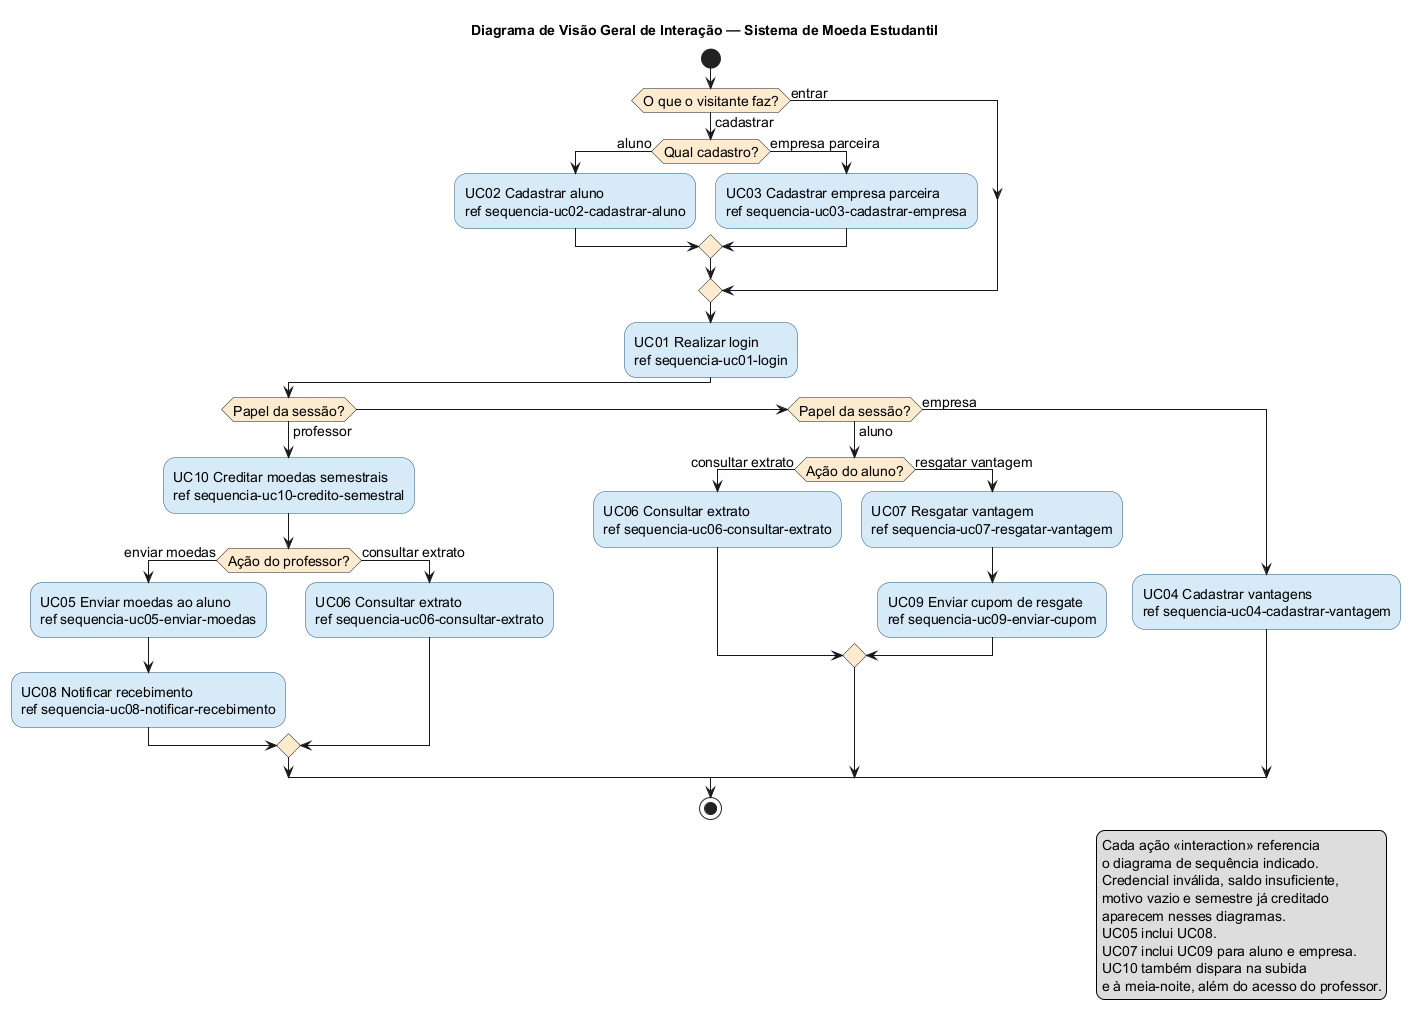 Diagrama de Visão Geral de Interação — Sistema de Moeda Estudantil
O que o visitante faz?
entrar
cadastrar
aluno
Qual cadastro?
empresa parceira
UC02 Cadastrar aluno
ref sequencia-uc02-cadastrar-aluno
UC03 Cadastrar empresa parceira
ref sequencia-uc03-cadastrar-empresa
UC01 Realizar login
ref sequencia-uc01-login
Papel da sessão?
professor
Papel da sessão?
empresa
aluno
UC10 Creditar moedas semestrais
ref sequencia-uc10-credito-semestral
consultar extrato
Ação do aluno?
resgatar vantagem
UC06 Consultar extrato
ref sequencia-uc06-consultar-extrato
UC07 Resgatar vantagem
ref sequencia-uc07-resgatar-vantagem
enviar moedas
Ação do professor?
consultar extrato
UC05 Enviar moedas ao aluno
ref sequencia-uc05-enviar-moedas
UC06 Consultar extrato
ref sequencia-uc06-consultar-extrato
UC09 Enviar cupom de resgate
ref sequencia-uc09-enviar-cupom
UC04 Cadastrar vantagens
ref sequencia-uc04-cadastrar-vantagem
UC08 Notificar recebimento
ref sequencia-uc08-notificar-recebimento
Cada ação «interaction» referencia
o diagrama de sequência indicado.
Credencial inválida, saldo insuficiente,
motivo vazio e semestre já creditado
aparecem nesses diagramas.
UC05 inclui UC08.
UC07 inclui UC09 para aluno e empresa.
UC10 também dispara na subida
e à meia-noite, além do acesso do professor.